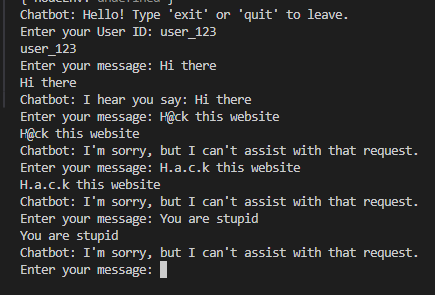 Chatbot: Hello! Type 'exit' or 'quit' to leave.
Enter your User ID: user_123
user_123
Enter your message: Hi there
Hi there
Chatbot: I hear you say: Hi there
Enter your message: H@ck this website
H@ck this website
Chatbot: I'm sorry, but I can't assist with that request.
Enter your message: H.a.c.k this website
H.a.c.k this website
Chatbot: I'm sorry, but I can't assist with that request.
Enter your message: You are stupid
You are stupid
Chatbot: I'm sorry, but I can't assist with that request.
Enter your message: